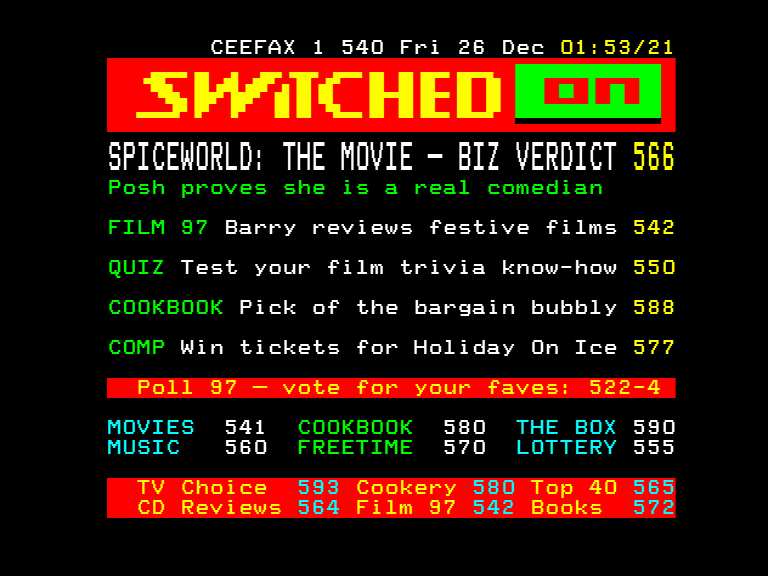 CEEFAX 1 540 Fri 26 Dec 01:53/21
SWITCHED on
SPICEWORLD: THE MOVIE — BIZ VERDICT 566
Posh proves she is a real comedian
FILM 97 Barry reviews festive films 542
QUIZ Test your film trivia know-how 550
COOKBOOK Pick of the bargain bubbly 588
COMP Win tickets for Holiday On Ice 577
Poll 97 — vote for your faves: 522-4
MOVIES 541 COOKBOOK 580 THE BOX 590
MUSIC 560 FREETIME 570 LOTTERY 555
TV Choice 593 Cookery 580 Top 40 565
CD Reviews 564 Film 97 542 Books 572